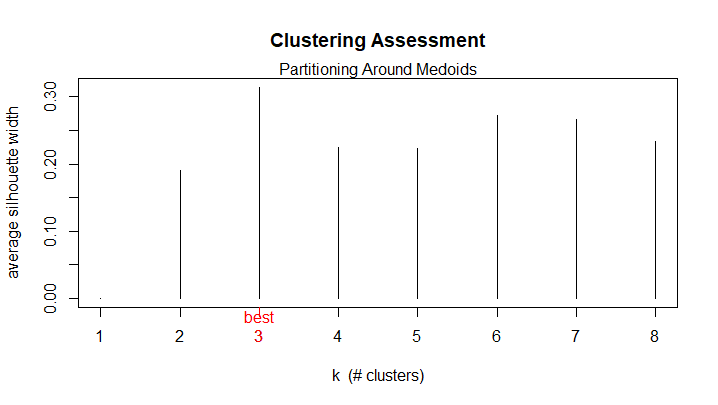 Clustering Assessment
Partitioning Around Medoids
average silhouette width
0.30
0.20
0.10
0.00
best
1 2 3 4 5 6 7 8
k (# clusters)